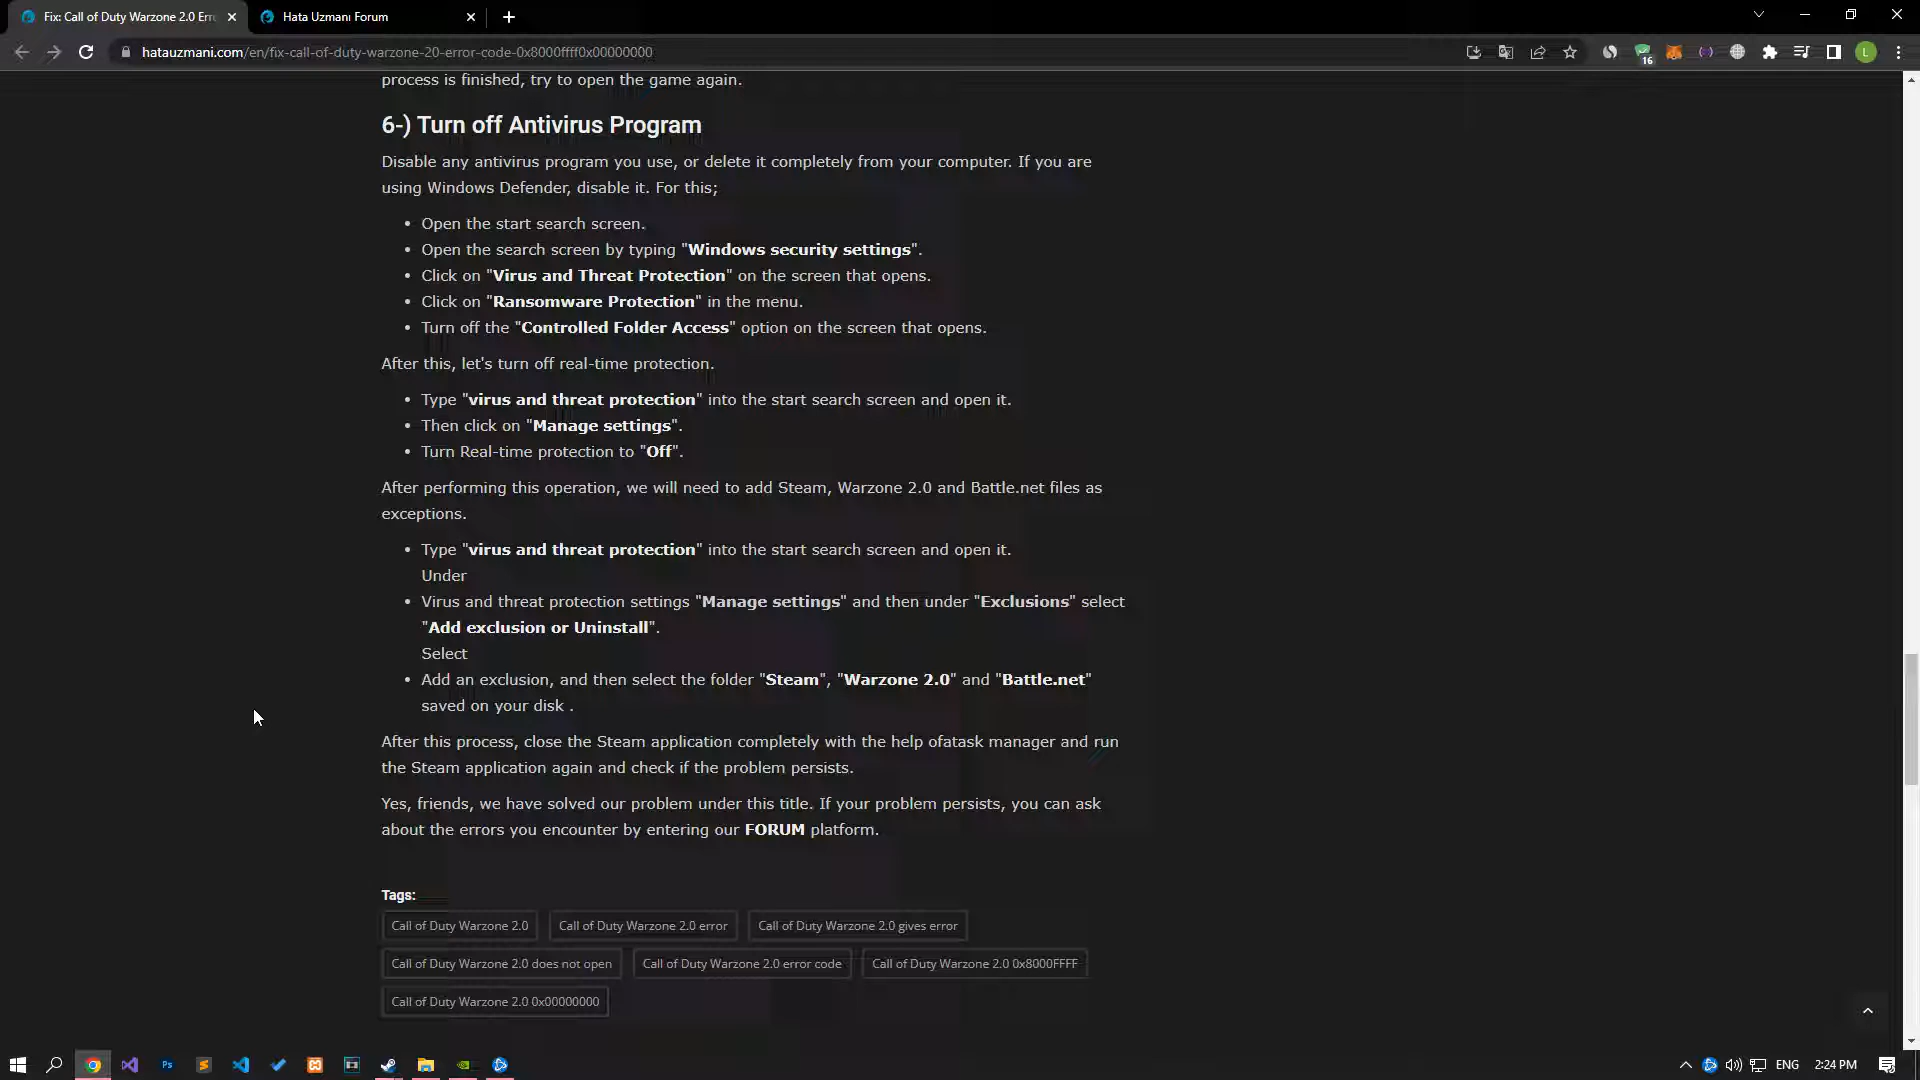 Fix: Call of Duty Warzone 2.0 Err
Hata Uzmanı Forum
hatauzmani.com/en/fix-call-of-duty-warzone-20-error-code-0x8000ffff0x00000000
16
L
process is finished, try to open the game again.
6-) Turn off Antivirus Program
Disable any antivirus program you use, or delete it completely from your computer. If you are
using Windows Defender, disable it. For this;
• Open the start search screen.
• Open the search screen by typing "Windows security settings".
• Click on "Virus and Threat Protection" on the screen that opens.
• Click on "Ransomware Protection" in the menu.
• Turn off the "Controlled Folder Access" option on the screen that opens.
After this, let's turn off real-time protection.
• Type "virus and threat protection" into the start search screen and open it.
• Then click on "Manage settings".
• Turn Real-time protection to "Off".
After performing this operation, we will need to add Steam, Warzone 2.0 and Battle.net files as
exceptions.
• Type "virus and threat protection" into the start search screen and open it.
Under
• Virus and threat protection settings "Manage settings" and then under "Exclusions" select
"Add exclusion or Uninstall".
Select
• Add an exclusion, and then select the folder "Steam", "Warzone 2.0" and "Battle.net"
saved on your disk .
After this process, close the Steam application completely with the help ofatask manager and run
the Steam application again and check if the problem persists.
Yes, friends, we have solved our problem under this title. If your problem persists, you can ask
about the errors you encounter by entering our FORUM platform.
Tags:
Call of Duty Warzone 2.0 Call of Duty Warzone 2.0 error Call of Duty Warzone 2.0 gives error
Call of Duty Warzone 2.0 does not open Call of Duty Warzone 2.0 error code Call of Duty Warzone 2.0 0x8000FFFF
Call of Duty Warzone 2.0 0x00000000
Ps
ENG
2:24 PM